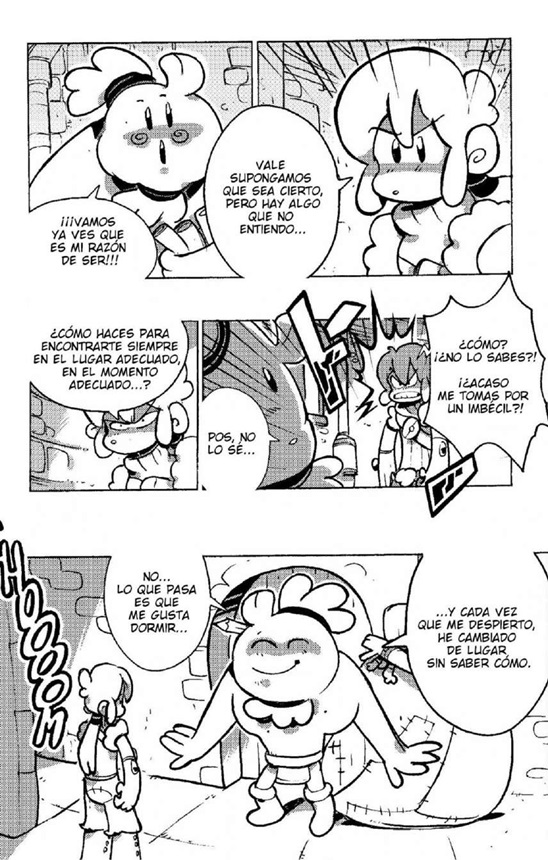 ¡¡¡VAMOS
YA VES QUE
ES MI RAZÓN
DE SER!!!
VALE
SUPONGAMOS
QUE SEA CIERTO,
PERO HAY ALGO
QUE NO
ENTIENDO...
¿CÓMO HACES PARA
ENCONTRARTE SIEMPRE
EN EL LUGAR ADECUADO,
EN EL MOMENTO
ADECUADO...?
POS, NO
LO SÉ...
¿CÓMO?
¡¿NO LO SABES?!
¡¿ACASO
ME TOMAS POR
UN IMBÉCIL?!
HOOOOOM
NO...
LO QUE PASA
ES QUE
ME GUSTA
DORMIR...
...Y CADA VEZ
QUE ME DESPIERTO,
HE CAMBIADO
DE LUGAR
SIN SABER CÓMO.